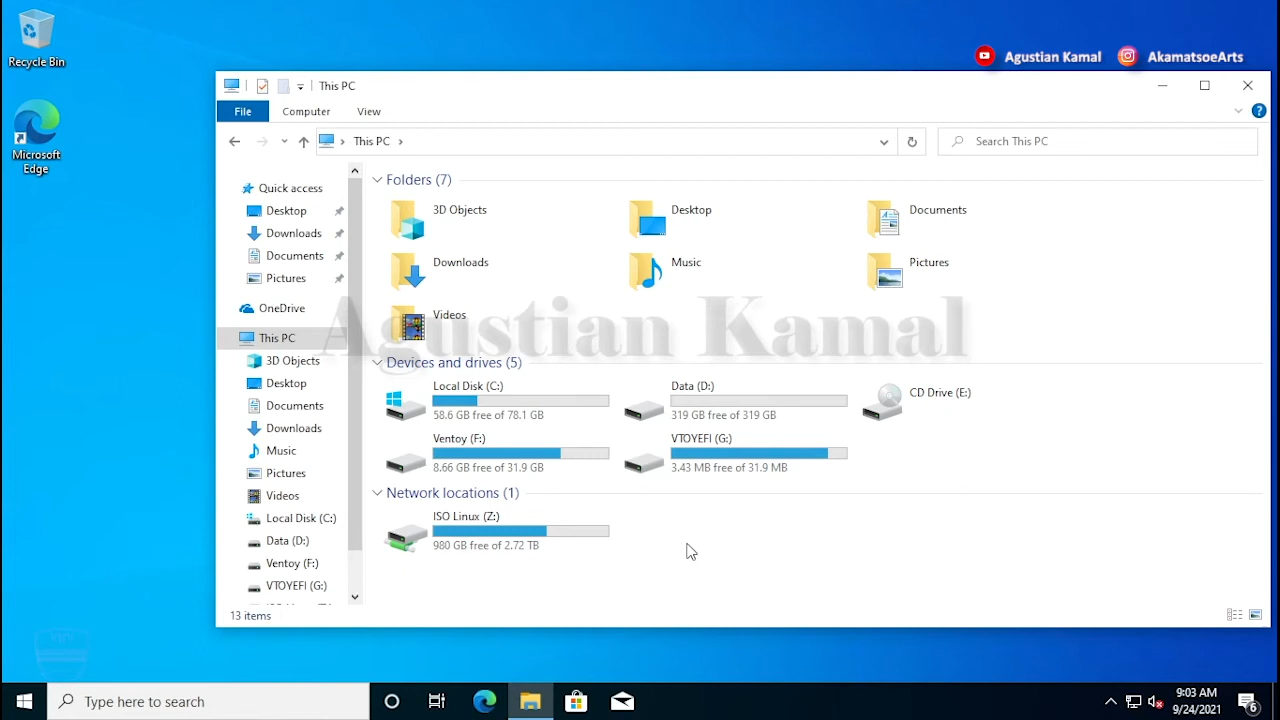 Recycle Bin
Microsoft
Edge
Agustian Kamal
AkamatsoeArts
This PC
File
Computer
View
This PC
Search This PC
Quick access
Desktop
Downloads
Documents
Pictures
OneDrive
This PC
3D Objects
Desktop
Documents
Downloads
Music
Pictures
Videos
Local Disk (C:)
Data (D:)
Ventoy (F:)
VTOYEFI (G:)
Folders (7)
3D Objects
Desktop
Documents
Downloads
Music
Pictures
Videos
Agustian Kamal
Devices and drives (5)
Local Disk (C:)
58.6 GB free of 78.1 GB
Data (D:)
319 GB free of 319 GB
CD Drive (E:)
Ventoy (F:)
8.66 GB free of 31.9 GB
VTOYEFI (G:)
3.43 MB free of 31.9 MB
Network locations (1)
ISO Linux (Z:)
980 GB free of 2.72 TB
13 items
Type here to search
9:03 AM
9/24/2021
6